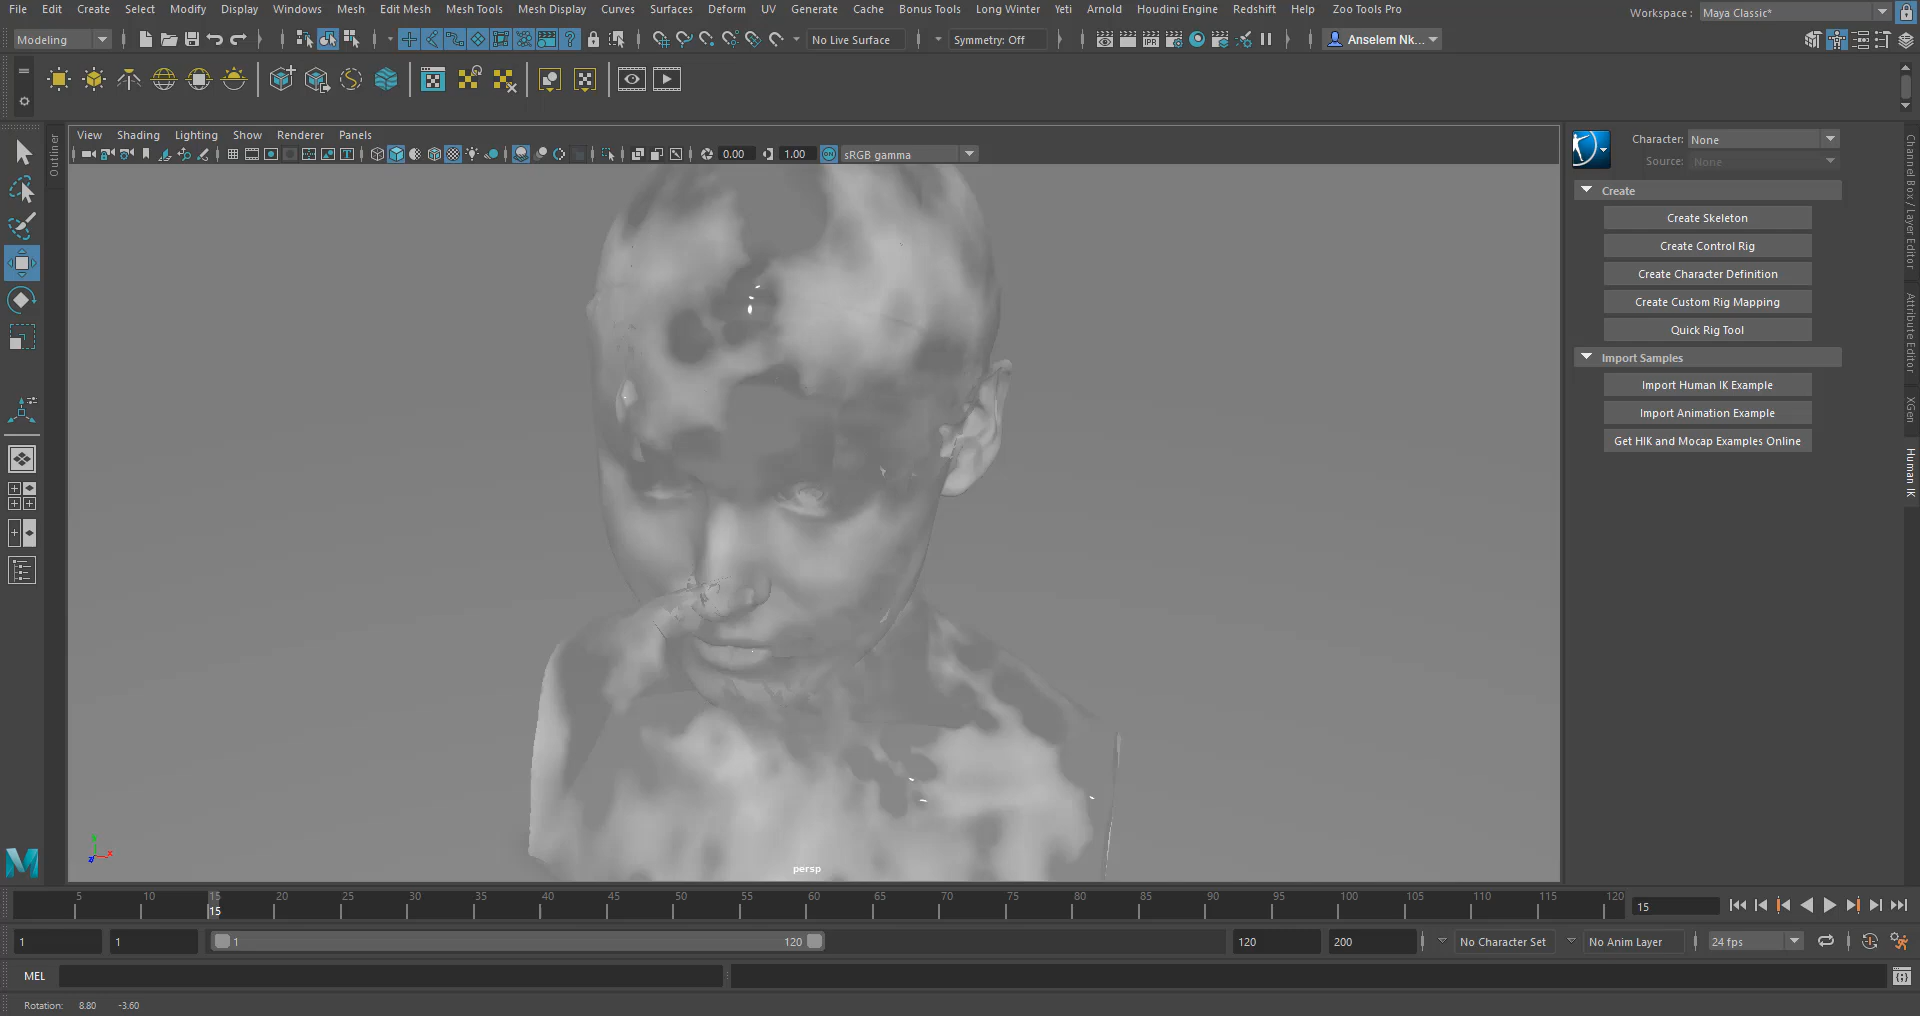 File Edit Create Select Modify Display Windows Mesh Edit Mesh Mesh Tools Mesh Display Curves Surfaces Deform UV Generate Cache Bonus Tools Long Winter Yeti Arnold Houdini Engine Redshift Help Zoo Tools Pro Workspace : Maya Classic*
Modeling No Live Surface Symmetry: Off IPR Anselem Nk...
View Shading Lighting Show Renderer Panels
0.00 1.00 ON sRGB gamma
Outliner
Character: None
Source: None
Create
Create Skeleton
Create Control Rig
Create Character Definition
Create Custom Rig Mapping
Quick Rig Tool
Import Samples
Import Human IK Example
Import Animation Example
Get HIK and Mocap Examples Online
Channel Box / Layer Editor
Attribute Editor
XGen
Human IK
persp
5 10 15 20 25 30 35 40 45 50 55 60 65 70 75 80 85 90 95 100 105 110 115 120
15 15
1 1 1 120 120 200 No Character Set No Anim Layer 24 fps
MEL
Rotation: 8.80 -3.60